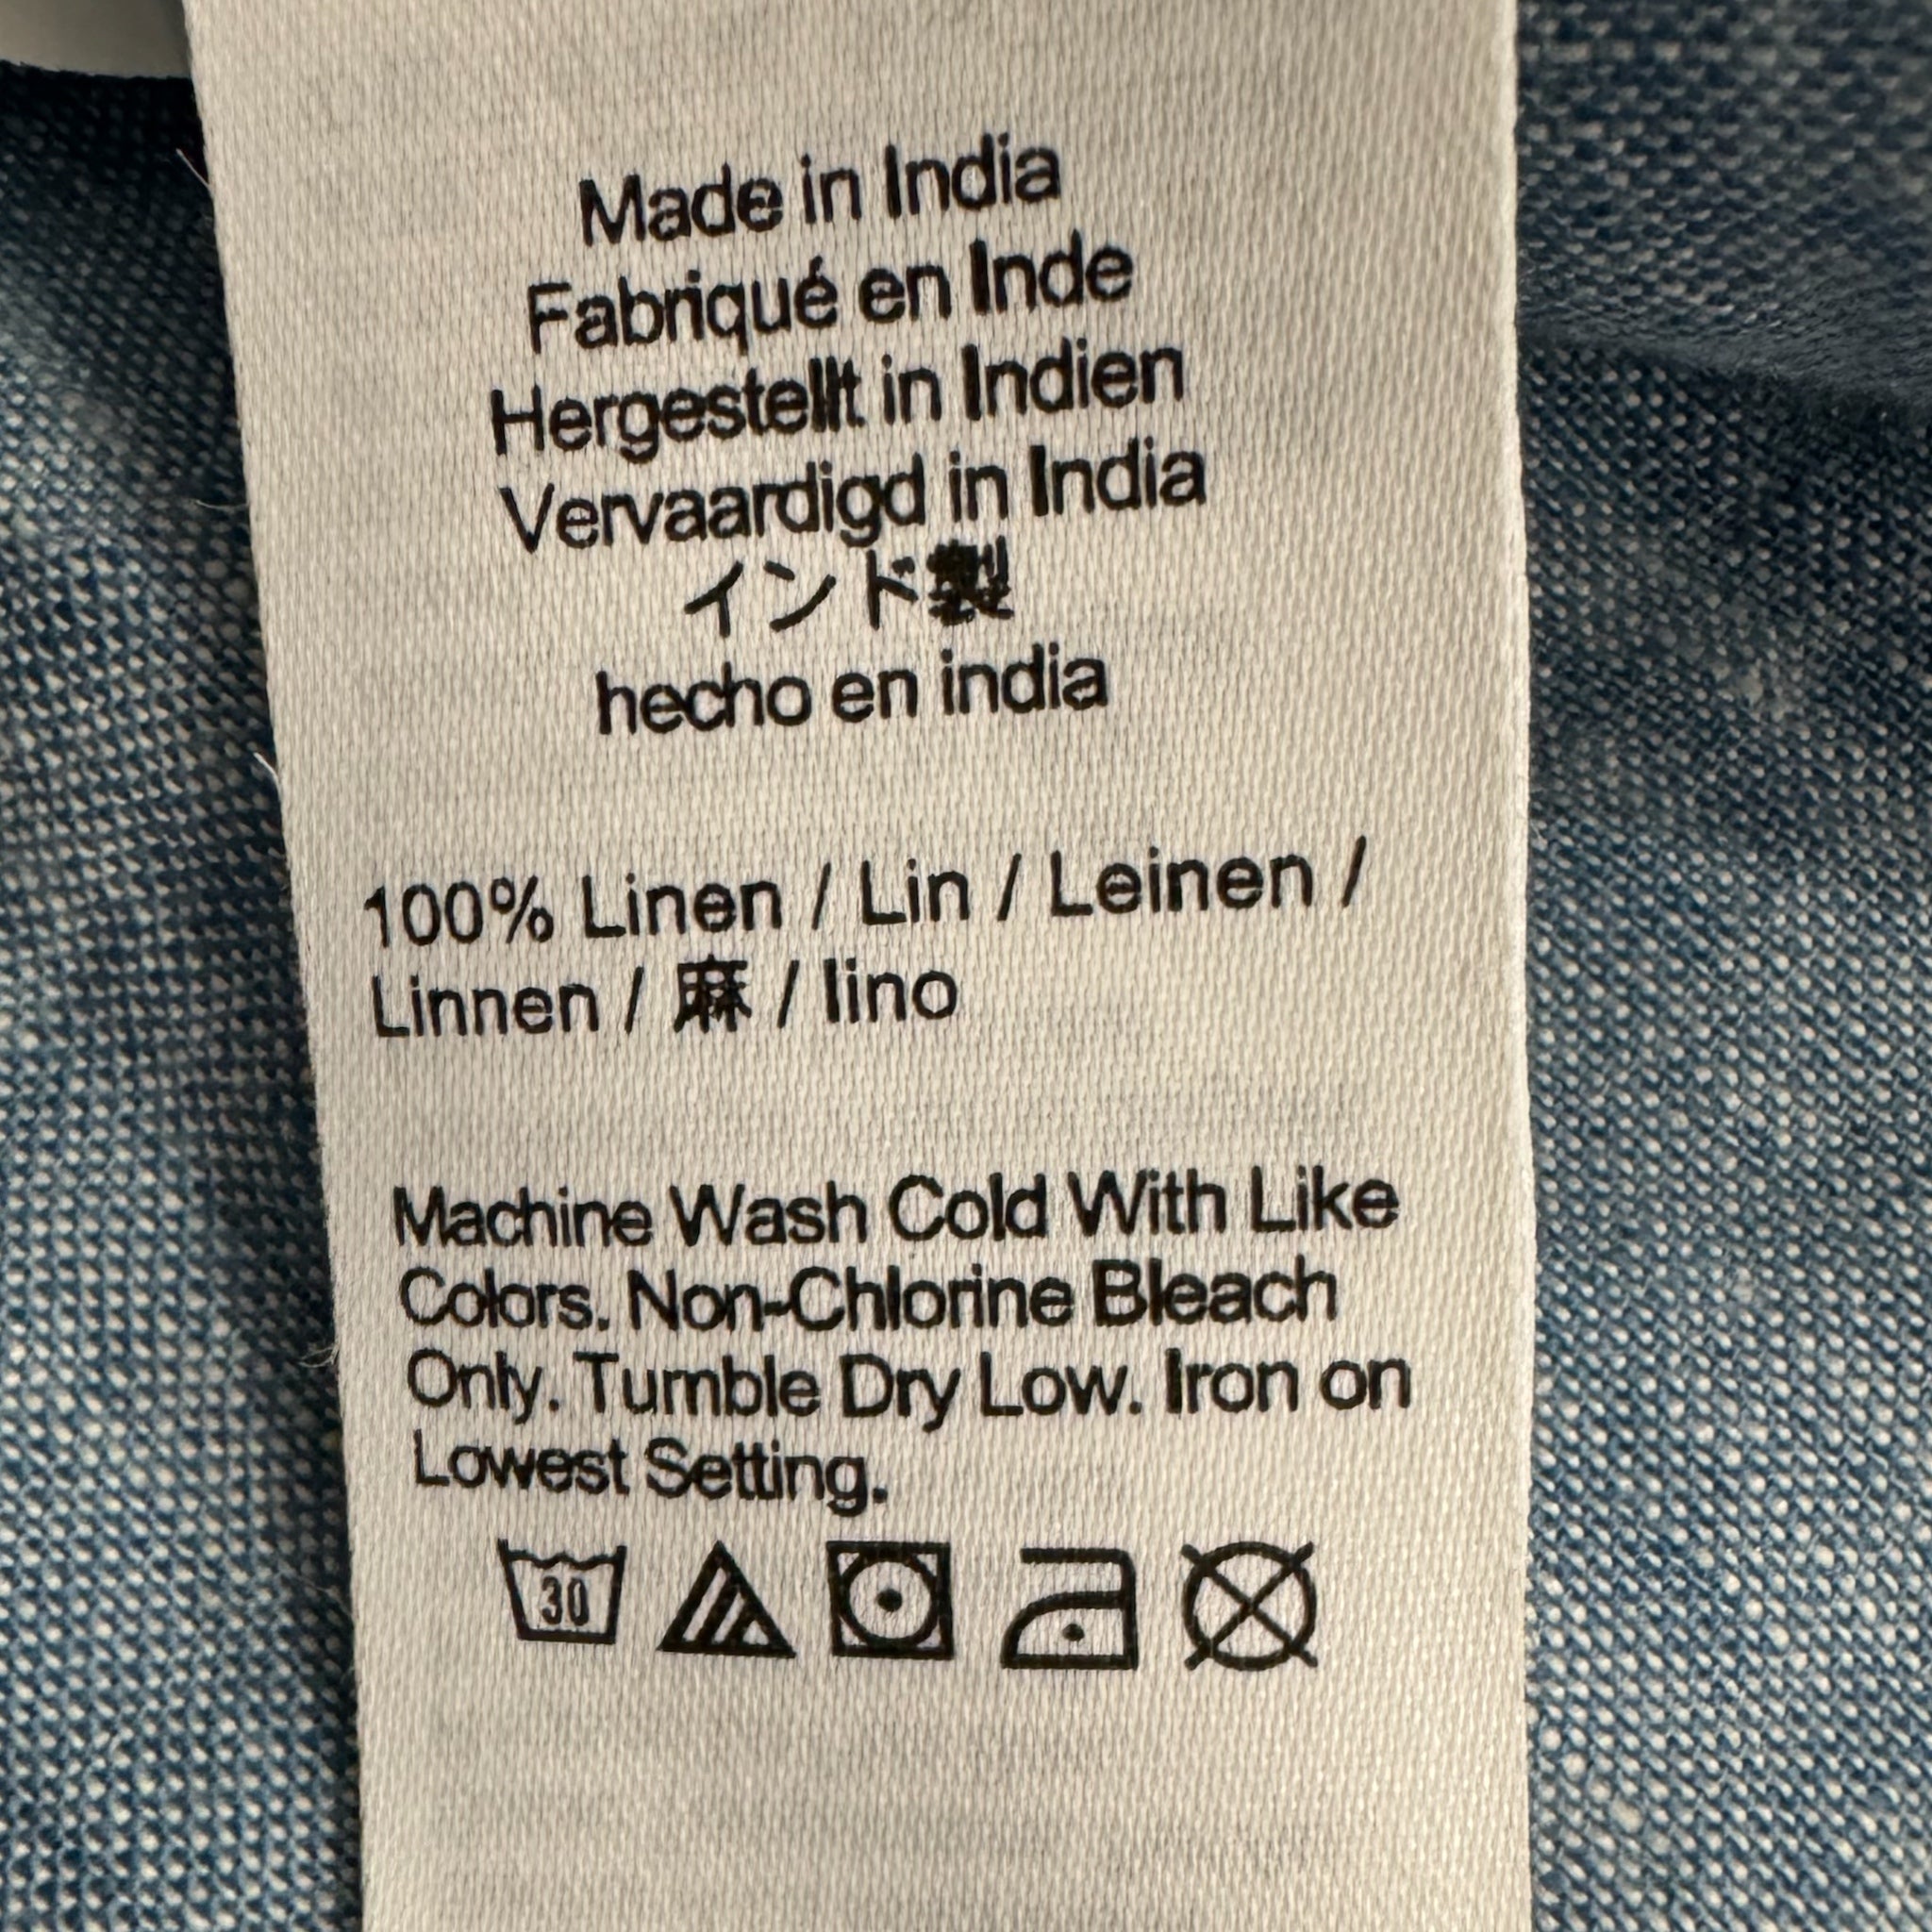 Made in India
Fabriqué en Inde
Hergestellt in Indien
Vervaardigd in India
インド製
hecho en india
100% Linen / Lin / Leinen /
Linnen / 麻 / lino
Machine Wash Cold With Like
Colors. Non-Chlorine Bleach
Only. Tumble Dry Low. Iron on
Lowest Setting.
30